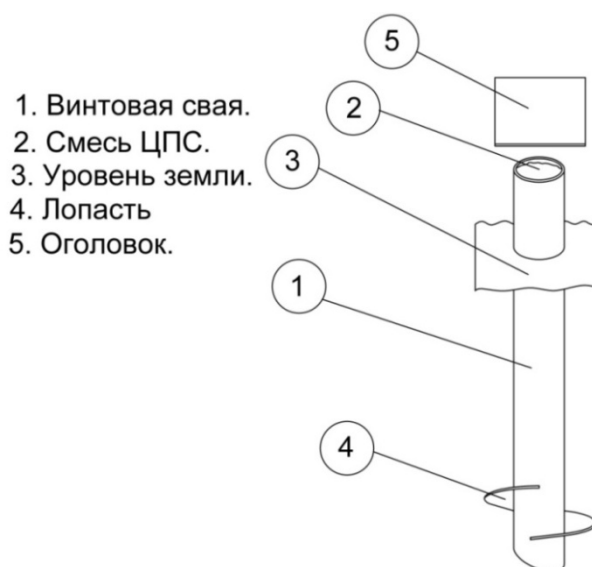 1. Винтовая свая.
2. Смесь ЦПС.
3. Уровень земли.
4. Лопасть
5. Оголовок.
5
2
3
1
4